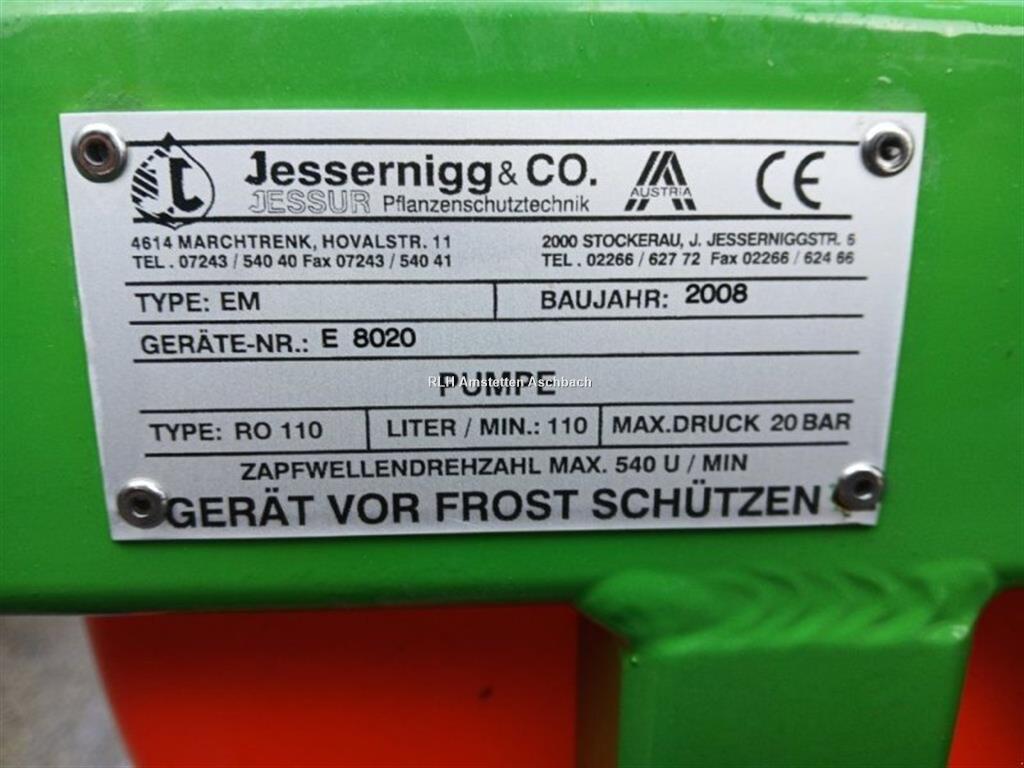 Jessernigg & CO.
JESSUR Pflanzenschutztechnik
AUSTRIA
CE
4614 MARCHTRENK, HOVALSTR. 11
TEL. 07243 / 540 40 Fax 07243 / 540 41
2000 STOCKERAU, J. JESSERNIGGSTR. 5
TEL. 02266 / 627 72 Fax 02266 / 624 66
TYPE: EM
BAUJAHR: 2008
GERÄTE-NR.: E 8020
PUMPE
RLH Amstetten Aschbach
TYPE: RO 110
LITER / MIN.: 110
MAX.DRUCK 20 BAR
ZAPFWELLENDREHZAHL MAX. 540 U / MIN
GERÄT VOR FROST SCHÜTZEN